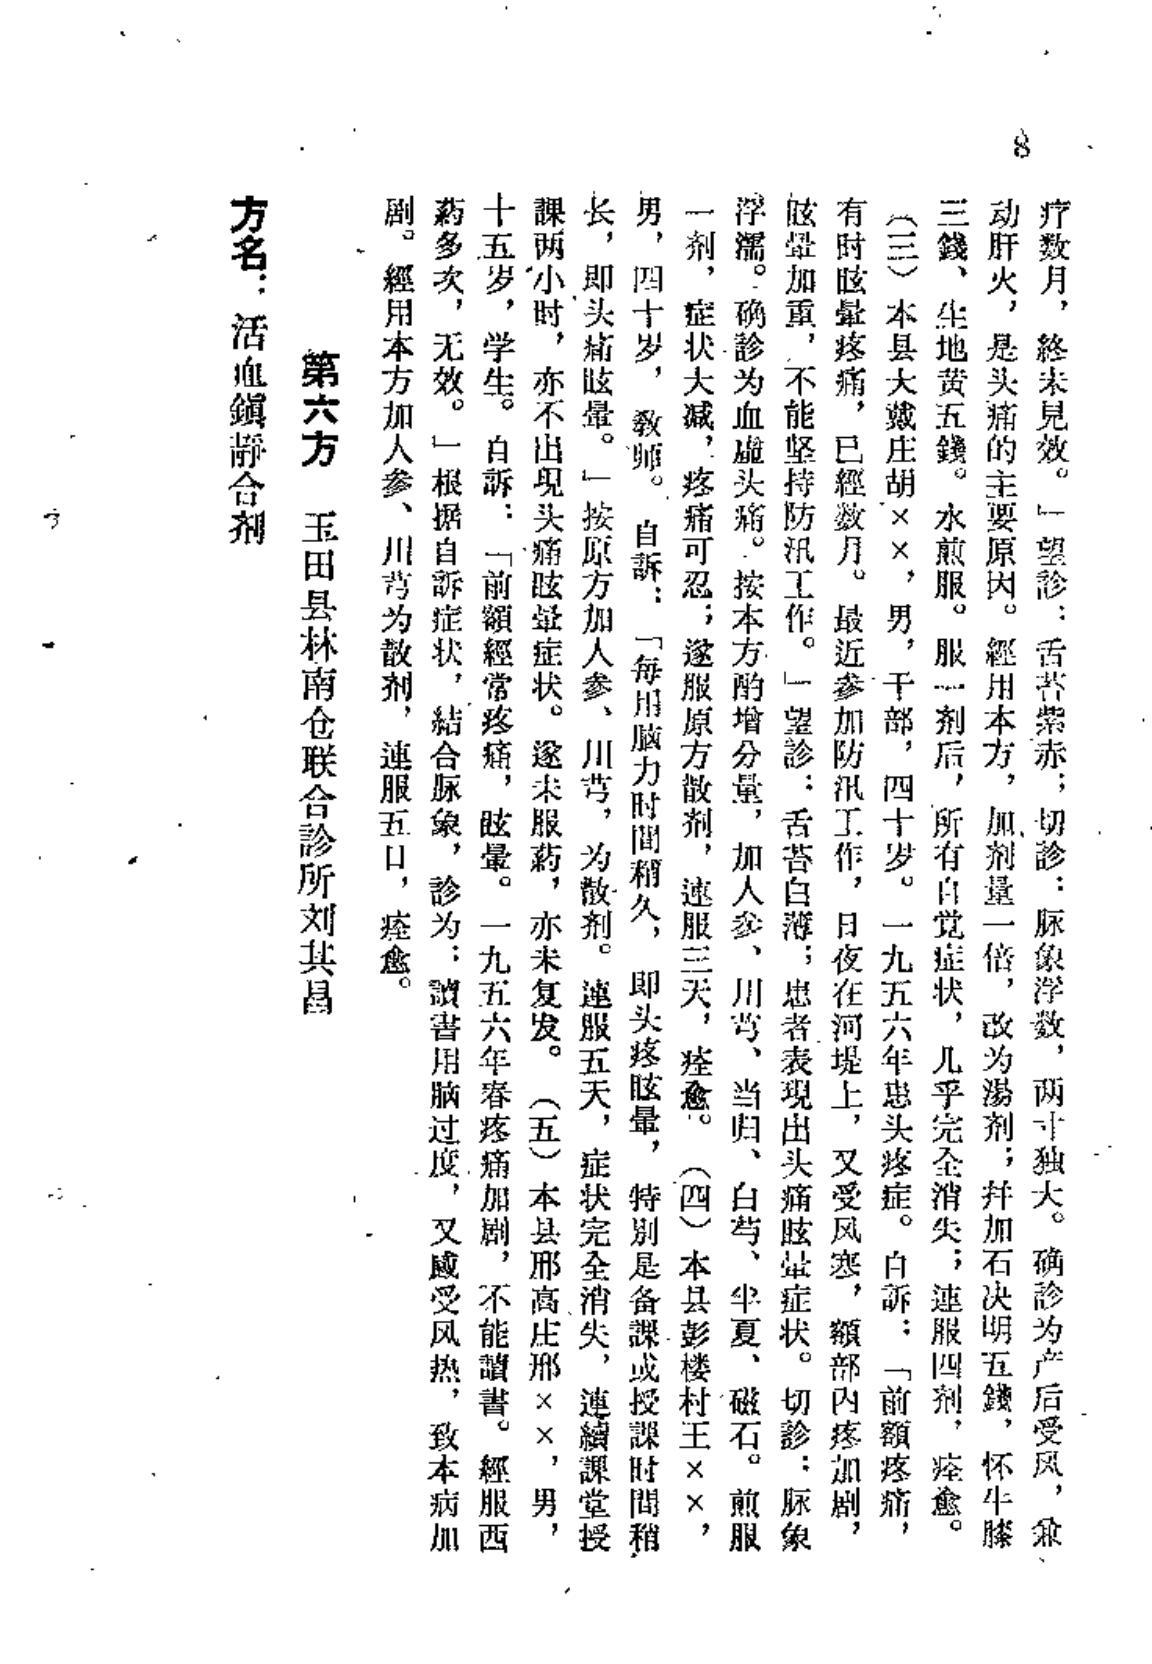 8
疗数月，終未見效。」望診：舌苔紫赤；切診：脉象浮数，两寸独大。确診为产后受风，兼
动肝火，是头痛的主要原因。經用本方，加剂量一倍，改为湯剂；幷加石决明五錢，怀牛膝
三錢、生地黄五錢。水煎服。服一剂后，所有自觉症状，几乎完全消失；連服四剂，痊愈。
（三）本县大戴庄胡××，男，干部，四十岁。一九五六年患头疼症。自訴：「前額疼痛，
有时眩暈疼痛，已經数月。最近参加防汛工作，日夜在河堤上，又受风寒，額部内疼加剧，
眩暈加重，不能坚持防汛工作。」望診：舌苔白薄；患者表現出头痛眩暈症状。切診：脉象
浮濡。确診为血虚头痛。按本方酌增分量，加人参、川芎、当归、白芍、半夏、磁石。煎服
一剂，症状大减，疼痛可忍；遂服原方散剂，連服三天，痊愈。（四）本县彭楼村王××，
男，四十岁，教师。自訴：「每用脑力时間稍久，即头疼眩暈，特別是备課或授課时間稍
长，即头痛眩暈。」按原方加人参、川芎，为散剂。連服五天，症状完全消失，連續課堂授
課两小时，亦不出現头痛眩暈症状。遂未服葯，亦未复发。（五）本县邢高庄邢××，男，
十五岁，学生。自訴：「前額經常疼痛，眩暈。一九五六年春疼痛加剧，不能讀書。經服西
葯多次，无效。」根据自訴症状，結合脉象，診为：讀書用脑过度，又感受风热，致本病加
剧。經用本方加人参、川芎为散剂，連服五日，痊愈。
第六方　玉田县林南仓联合診所刘其昌
方名：活血鎭靜合剂